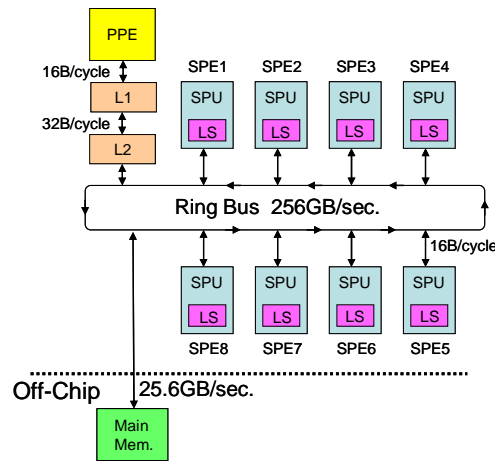 PPE
16B/cycle
L1
32B/cycle
L2
SPE1 SPE2 SPE3 SPE4
SPU SPU SPU SPU
LS LS LS LS
Ring Bus 256GB/sec.
16B/cycle
SPU SPU SPU SPU
LS LS LS LS
SPE8 SPE7 SPE6 SPE5
Off-Chip 25.6GB/sec.
Main
Mem.